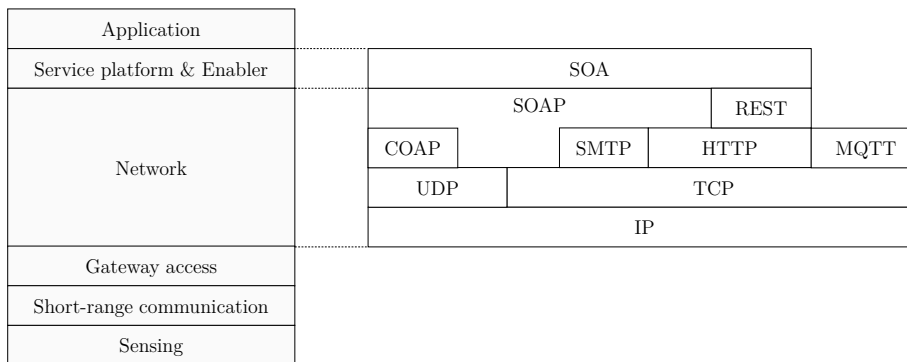 Application
Service platform & Enabler
SOA
SOAP
REST
COAP
SMTP
HTTP
MQTT
Network
UDP
TCP
IP
Gateway access
Short-range communication
Sensing